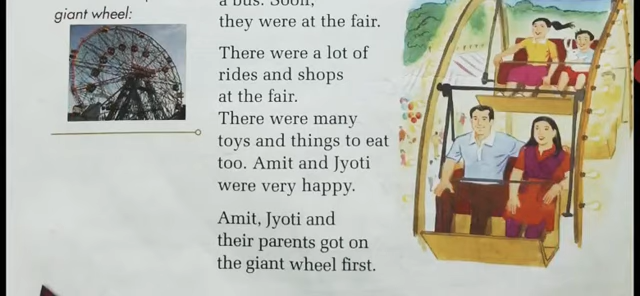 giant wheel:
a bus. Soon,
they were at the fair.
There were a lot of
rides and shops
at the fair.
There were many
toys and things to eat
too. Amit and Jyoti
were very happy.
Amit, Jyoti and
their parents got on
the giant wheel first.